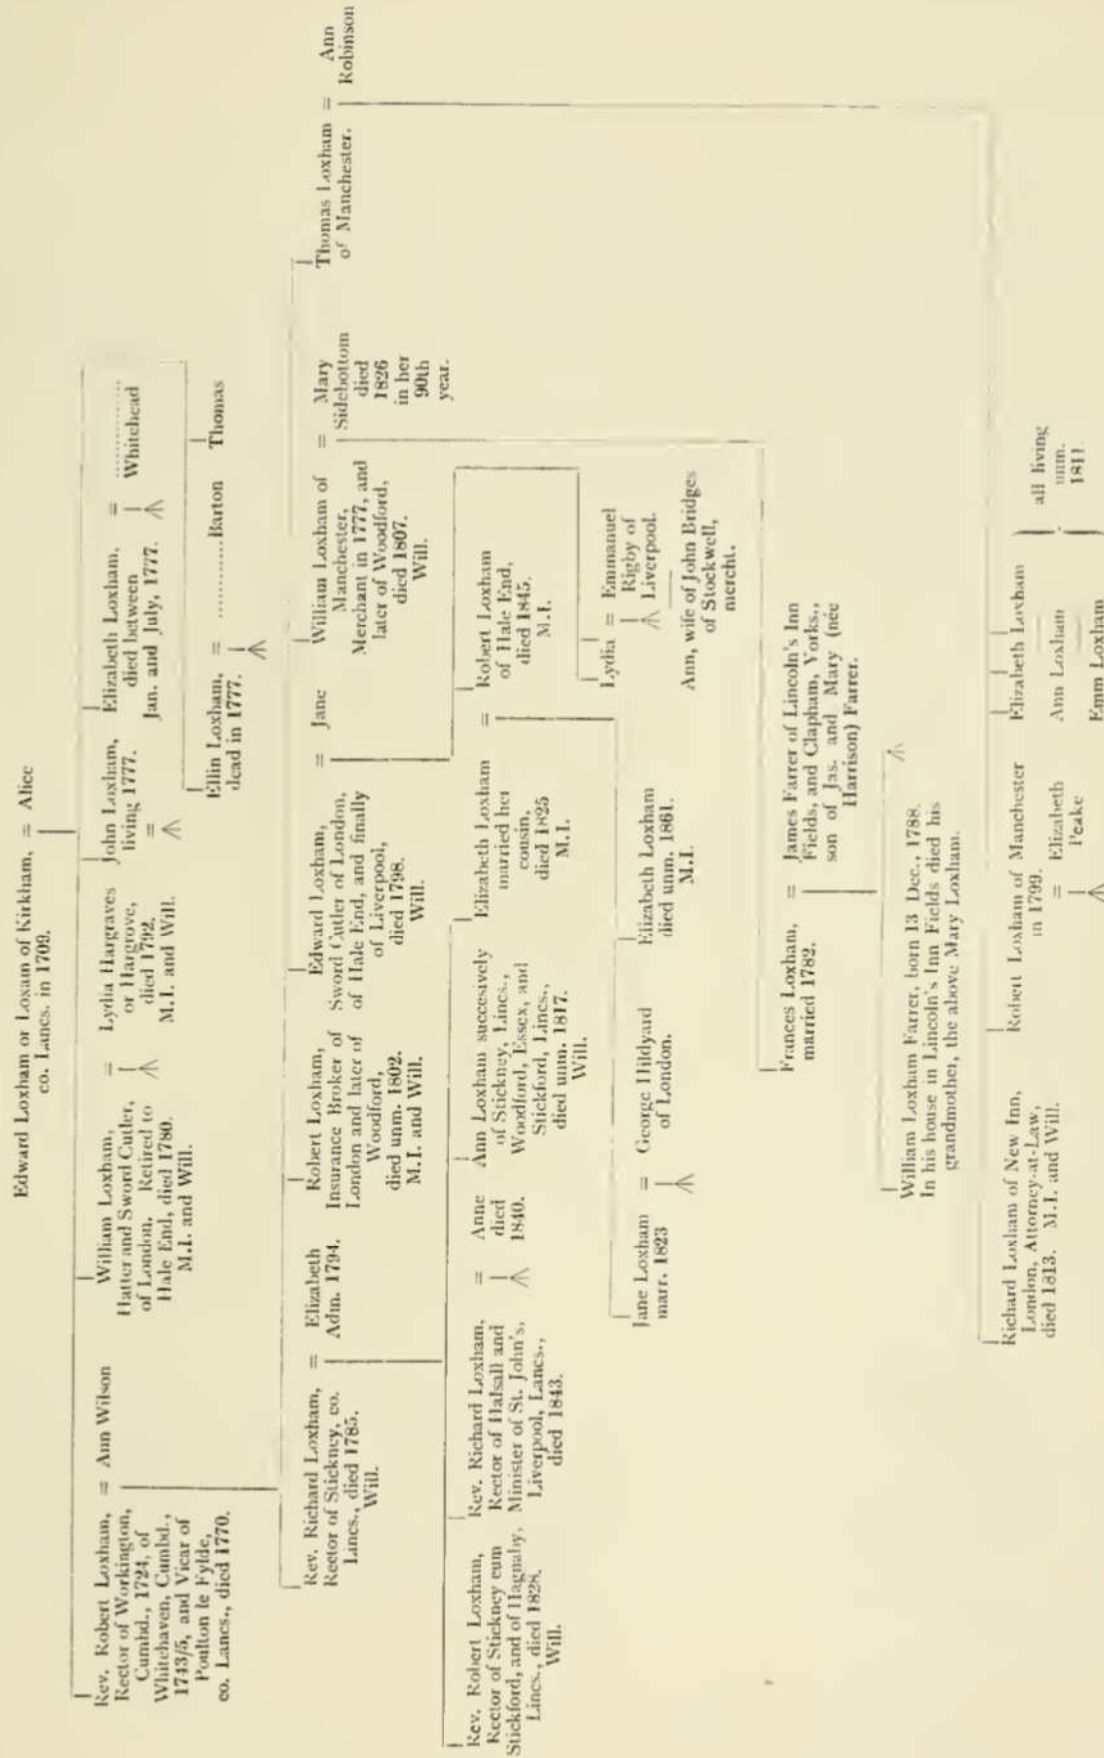 Edward Loxham or Loxam of Kirkham, = Alice
co. Lancs. in 1709.
Rev. Robert Loxham,
Rector of Workington,
Cumbd., 1724, of
Whitehaven, Cumbd.,
1743/5, and Vicar of
Poulton le Fylde,
co. Lancs., died 1770.
= Ann Wilson
William Loxham,
Hatter and Sword Cutler,
of London. Retired to
Hale End, died 1780.
M.I. and Will.
=
Lydia Hargraves
or Hargrove,
died 1792.
M.I. and Will.
John Loxham,
living 1777.
=
Elizabeth Loxham,
died between
Jan. and July, 1777.
=
............
Whitehead
Ellin Loxham,
dead in 1777.
=
............Barton
Thomas
Rev. Richard Loxham,
Rector of Stickney, co.
Lincs., died 1785.
Will.
=
Elizabeth
Adm. 1794.
Robert Loxham,
Insurance Broker of
London and later of
Woodford,
died unm. 1802.
M.I. and Will.
Edward Loxham,
Sword Cutler of London,
of Hale End, and finally
of Liverpool,
died 1798.
Will.
=
Jane
William Loxham of
Manchester,
Merchant in 1777, and
later of Woodford,
died 1807.
Will.
=
Mary
Sidebottom
died
1826
in her
90th
year.
Thomas Loxham
of Manchester.
=
Ann
Robinson
Rev. Robert Loxham,
Rector of Stickney cum
Stickford, and of Hagnaby,
Lincs., died 1828.
Will.
Rev. Richard Loxham,
Rector of Halsall and
Minister of St. John's,
Liverpool, Lancs.,
died 1843.
=
Anne
died
1840.
Ann Loxham succesively
of Stickney, Lincs.,
Woodford, Essex, and
Stickford, Lincs.,
died unm. 1817.
Will.
Elizabeth Loxham
married her
cousin,
died 1825
M.I.
=
Robert Loxham
of Hale End,
died 1845.
M.I.
Lydia
=
Emmanuel
Rigby of
Liverpool.
Ann, wife of John Bridges
of Stockwell,
mercht.
Jane Loxham
marr. 1823
=
George Hildyard
of London.
Elizabeth Loxham
died unm. 1861.
M.I.
Frances Loxham,
married 1782.
=
James Farrer of Lincoln's Inn
Fields, and Clapham, Yorks.,
son of Jas. and Mary (née
Harrison) Farrer.
William Loxham Farrer, born 13 Dec., 1788.
In his house in Lincoln's Inn Fields died his
grandmother, the above Mary Loxham.
Richard Loxham of New Inn,
London, Attorney-at-Law,
died 1813. M.I. and Will.
Robert Loxham of Manchester
in 1799.
=
Elizabeth
Peake
Elizabeth Loxham
Ann Loxham
Emm Loxham
all living
unm.
1811.